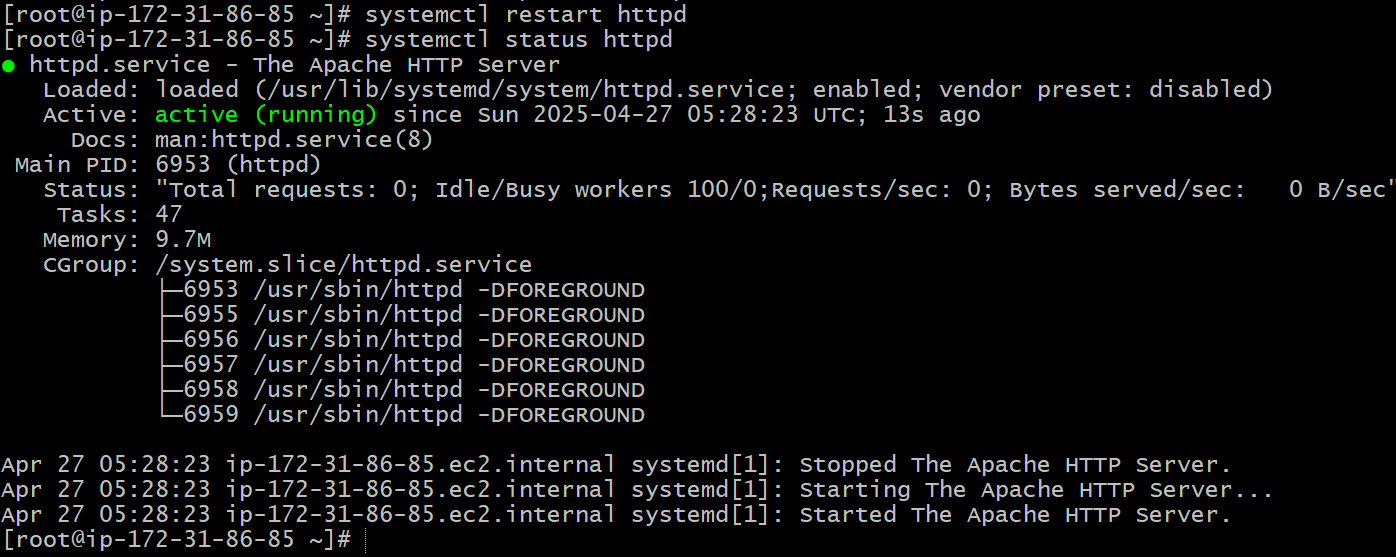 [root@ip-172-31-86-85 ~]# systemctl restart httpd
[root@ip-172-31-86-85 ~]# systemctl status httpd
● httpd.service - The Apache HTTP Server
   Loaded: loaded (/usr/lib/systemd/system/httpd.service; enabled; vendor preset: disabled)
   Active: active (running) since Sun 2025-04-27 05:28:23 UTC; 13s ago
     Docs: man:httpd.service(8)
 Main PID: 6953 (httpd)
   Status: "Total requests: 0; Idle/Busy workers 100/0;Requests/sec: 0; Bytes served/sec:   0 B/sec"
    Tasks: 47
   Memory: 9.7M
   CGroup: /system.slice/httpd.service
           ├─6953 /usr/sbin/httpd -DFOREGROUND
           ├─6955 /usr/sbin/httpd -DFOREGROUND
           ├─6956 /usr/sbin/httpd -DFOREGROUND
           ├─6957 /usr/sbin/httpd -DFOREGROUND
           ├─6958 /usr/sbin/httpd -DFOREGROUND
           └─6959 /usr/sbin/httpd -DFOREGROUND

Apr 27 05:28:23 ip-172-31-86-85.ec2.internal systemd[1]: Stopped The Apache HTTP Server.
Apr 27 05:28:23 ip-172-31-86-85.ec2.internal systemd[1]: Starting The Apache HTTP Server...
Apr 27 05:28:23 ip-172-31-86-85.ec2.internal systemd[1]: Started The Apache HTTP Server.
[root@ip-172-31-86-85 ~]#